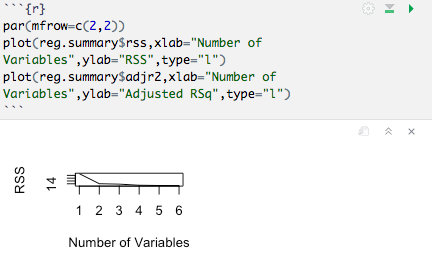 ```{r}
par(mfrow=c(2,2))
plot(reg.summary$rss,xlab="Number of
Variables",ylab="RSS",type="l")
plot(reg.summary$adjr2,xlab="Number of
Variables",ylab="Adjusted RSq",type="l")
```
RSS
14
1 2 3 4 5 6
Number of Variables